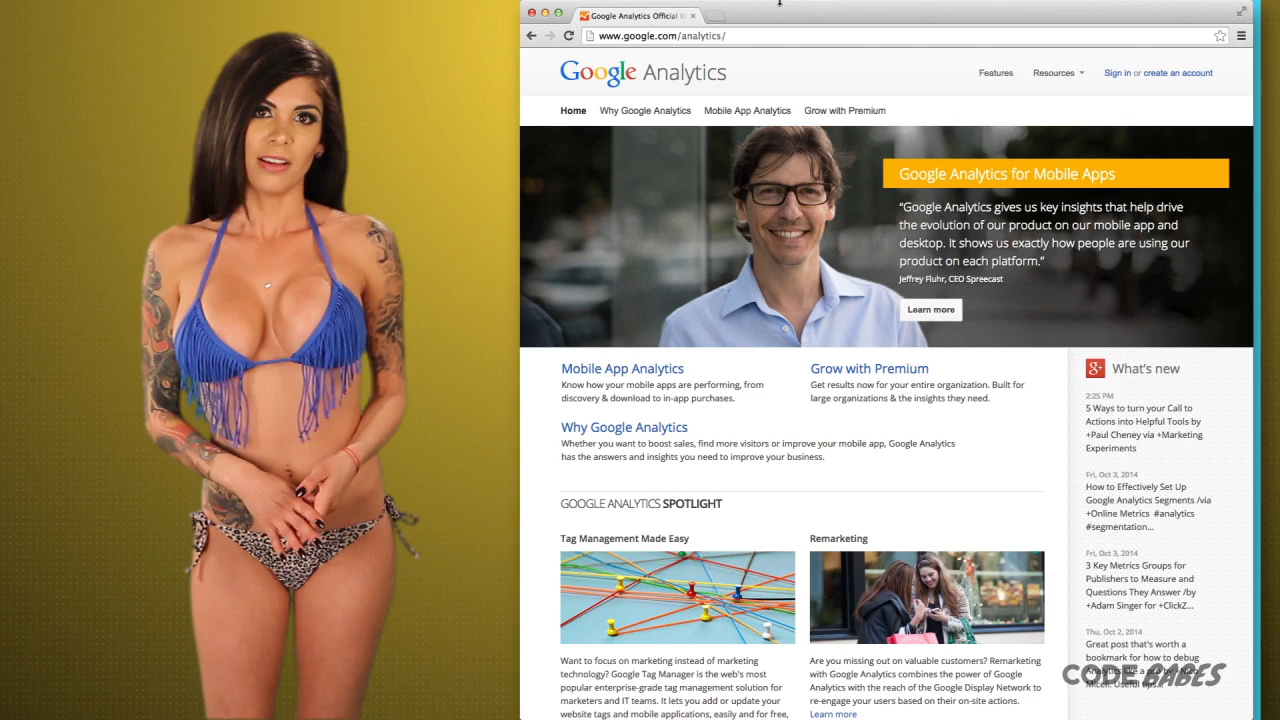 Google Analytics Official W
www.google.com/analytics/
Google Analytics
Features Resources Sign in or create an account
Home Why Google Analytics Mobile App Analytics Grow with Premium
Google Analytics for Mobile Apps
“Google Analytics gives us key insights that help drive
the evolution of our product on our mobile app and
desktop. It shows us exactly how people are using our
product on each platform.”
Jeffrey Fluhr, CEO Spreecast
Learn more
Mobile App Analytics
Know how your mobile apps are performing, from
discovery & download to in-app purchases.
Grow with Premium
Get results now for your entire organization. Built for
large organizations & the insights they need.
Why Google Analytics
Whether you want to boost sales, find more visitors or improve your mobile app, Google Analytics
has the answers and insights you need to improve your business.
GOOGLE ANALYTICS SPOTLIGHT
Tag Management Made Easy
Want to focus on marketing instead of marketing
technology? Google Tag Manager is the web's most
popular enterprise-grade tag management solution for
marketers and IT teams. It lets you add or update your
website tags and mobile applications, easily and for free,
Remarketing
Are you missing out on valuable customers? Remarketing
with Google Analytics combines the power of Google
Analytics with the reach of the Google Display Network to
re-engage your users based on their on-site actions.
Learn more
g+ What's new
2:25 PM
5 Ways to turn your Call to
Actions into Helpful Tools by
+Paul Cheney via +Marketing
Experiments
Fri, Oct 3, 2014
How to Effectively Set Up
Google Analytics Segments /via
+Online Metrics #analytics
#segmentation...
Fri, Oct 3, 2014
3 Key Metrics Groups for
Publishers to Measure and
Questions They Answer /by
+Adam Singer for +ClickZ...
Thu, Oct 2, 2014
Great post that's worth a
bookmark for how to debug
Analytics like a pro by
Micell. Useful tips...
CODE BABES